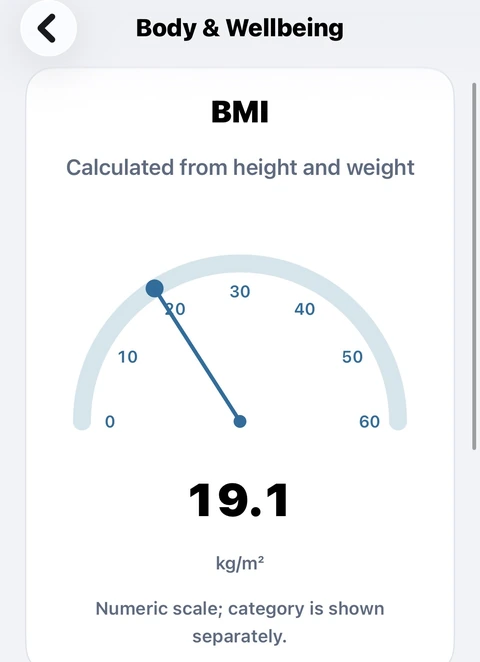 Body & Wellbeing
BMI
Calculated from height and weight
0
10
20
30
40
50
60
19.1
kg/m²
Numeric scale; category is shown
separately.